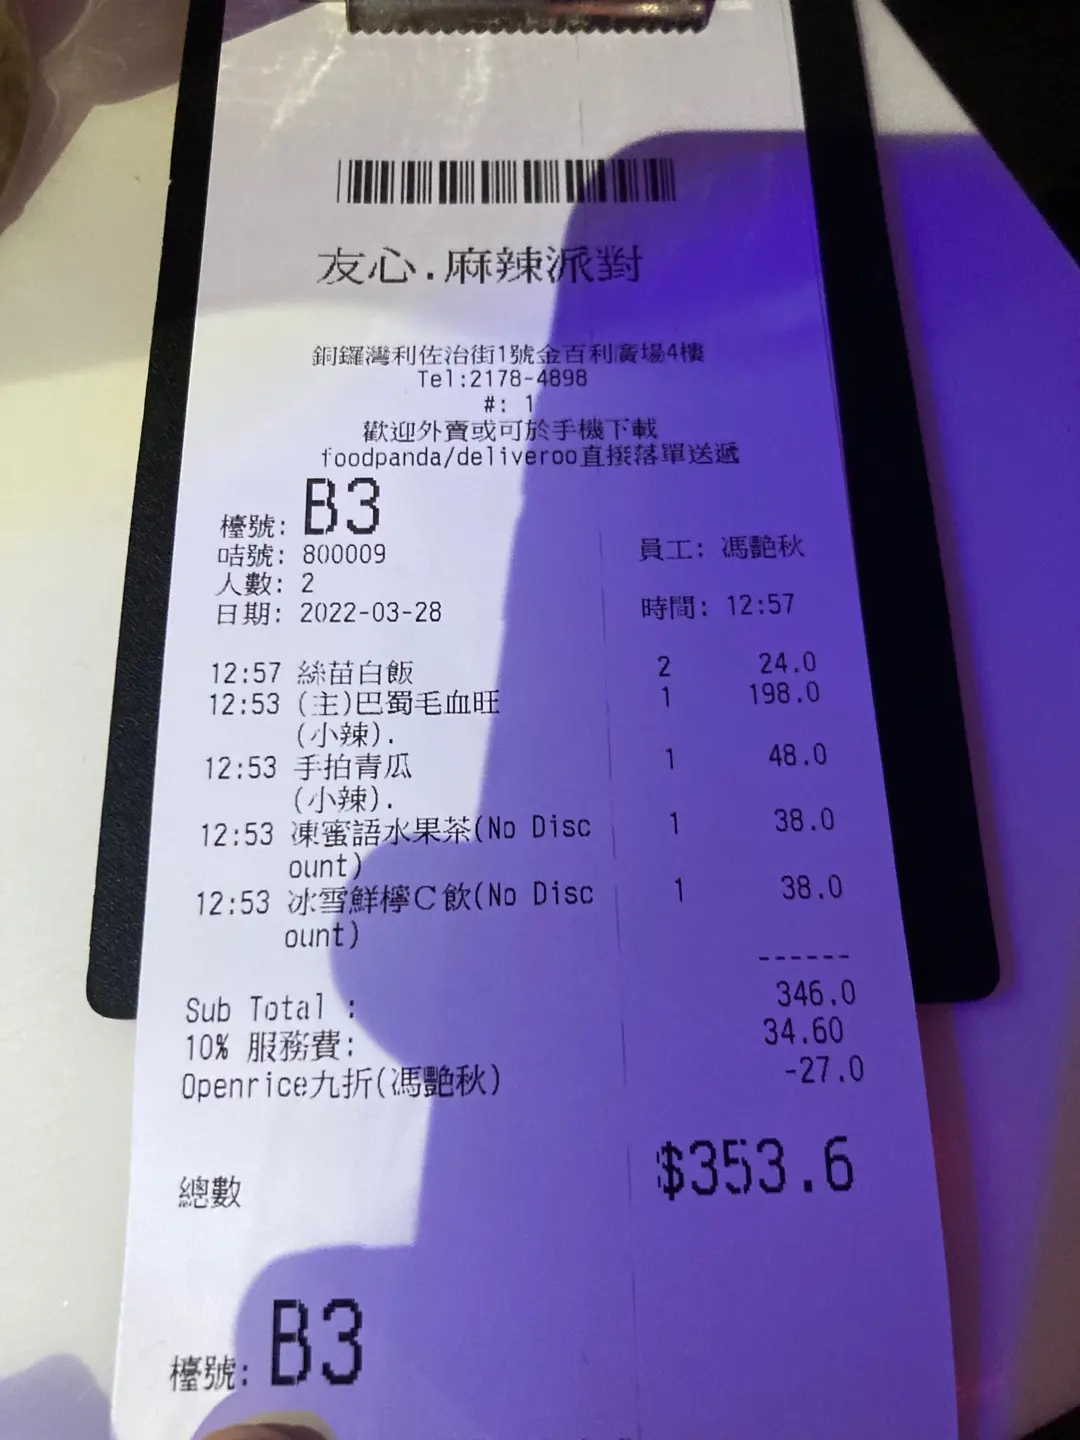 友心.麻辣派對
銅鑼灣利佐治街1號金百利廣場4樓
Tel:2178-4898
#: 1
歡迎外賣或可於手機下載
foodpanda/deliveroo直接落單送遞
檯號: B3
咭號: 800009 員工: 馮艷秋
人數: 2
日期: 2022-03-28 時間: 12:57
12:57 絲苗白飯 2 24.0
12:53 (主)巴蜀毛血旺 1 198.0
(小辣).
12:53 手拍青瓜 1 48.0
(小辣).
12:53 凍蜜語水果茶(No Disc 1 38.0
ount)
12:53 冰雪鮮檸C飲(No Disc 1 38.0
ount)
------
Sub Total : 346.0
10% 服務費: 34.60
Openrice九折(馮艷秋) -27.0
總數 $353.6
檯號: B3